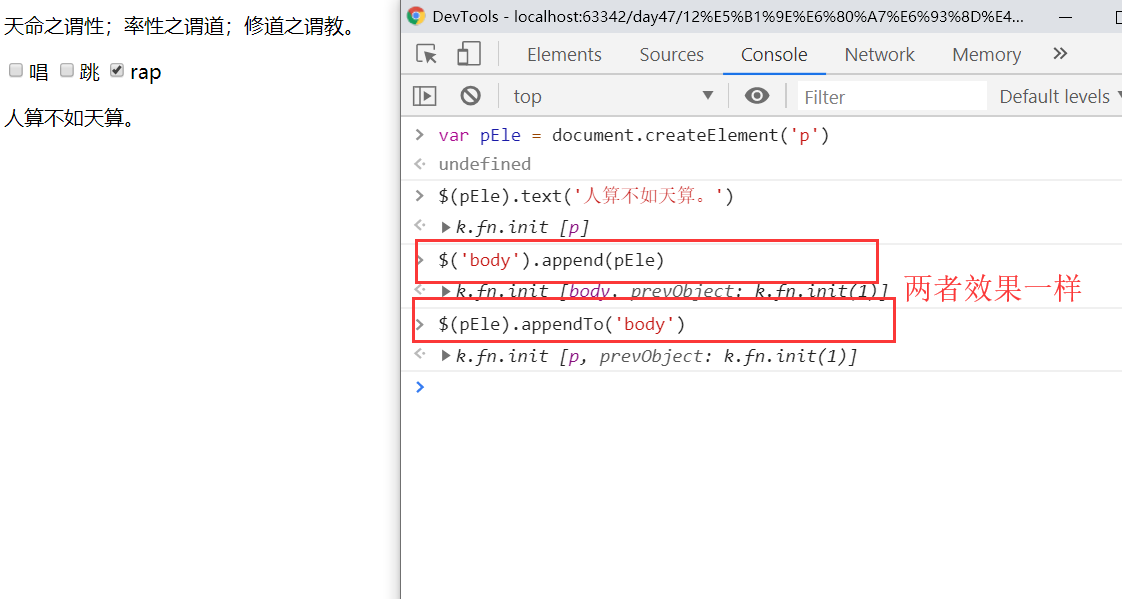 天命之谓性；率性之谓道；修道之谓教。
唱 跳 rap
人算不如天算。
DevTools - localhost:63342/day47/12%E5%B1%9E%E6%80%A7%E6%93%8D%E4...
Elements Sources Console Network Memory »
top Filter Default levels
> var pEle = document.createElement('p')
undefined
> $(pEle).text('人算不如天算。')
k.fn.init [p]
> $('body').append(pEle)
k.fn.init [body, prevObject: k.fn.init(1)]
两者效果一样
> $(pEle).appendTo('body')
k.fn.init [p, prevObject: k.fn.init(1)]
>